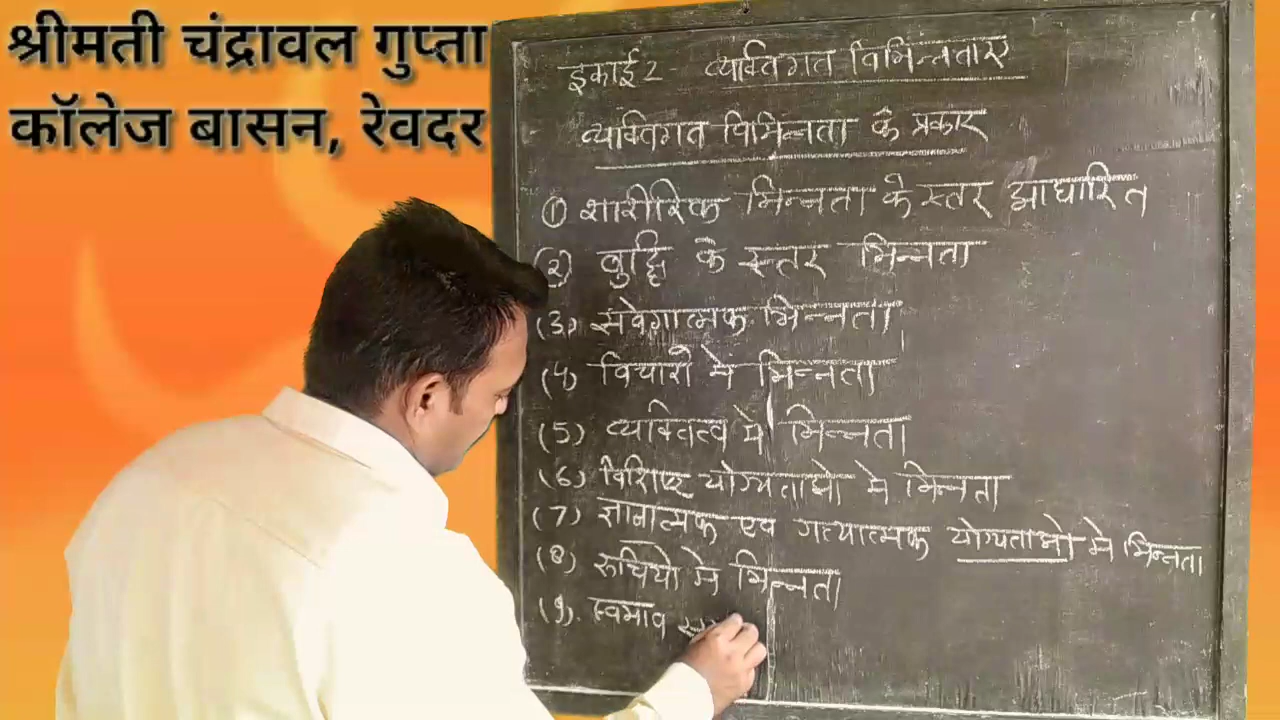 श्रीमती चंद्रावल गुप्ता
कॉलेज बासन, रेवदर
इकाई 2 - व्यक्तिगत विभिन्नताए
व्यक्तिगत विभिन्नता के प्रकार
① शारीरिक भिन्नता के स्तर आधारित
(2) बुद्धि के स्तर भिन्नता
(3) संवेगात्मक भिन्नता
(4) विचारो मे भिन्नता
(5) व्यक्तित्व मे भिन्नता
(6) विशिष्ट योग्यताओ मे भिन्नता
(7) ज्ञानात्मक एव गत्यात्मक योग्यताओ मे भिन्नता
(8) रूचियो मे भिन्नता
(9). स्वभाव